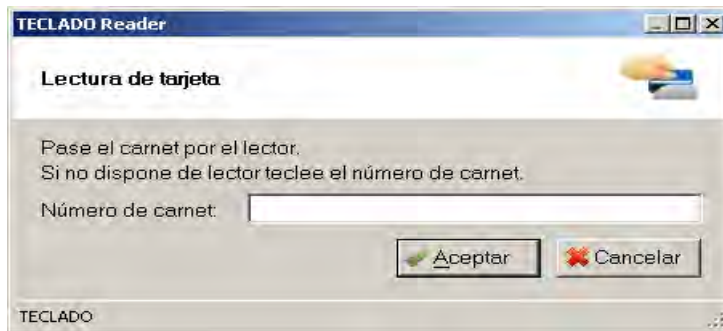 TECLADO Reader
Lectura de tarjeta
Pase el carnet por el lector.
Si no dispone de lector teclee el número de carnet.
Número de carnet:
Aceptar Cancelar
TECLADO